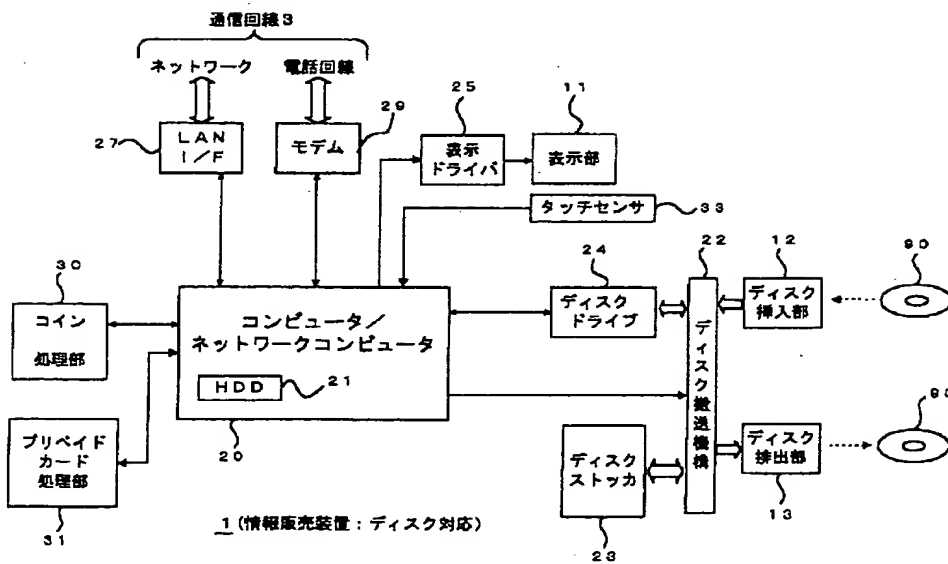 通信回線3
ネットワーク
電話回線
27
LAN
I/F
29
モデム
25
表示
ドライバ
11
表示部
タッチセンサ
33
30
コイン
処理部
コンピュータ/
ネットワークコンピュータ
HDD
21
20
24
ディスク
ドライブ
22
ディスク搬送機構
12
ディスク
挿入部
90
プリペイド
カード
処理部
31
ディスク
ストッカ
23
ディスク
排出部
13
90
1(情報販売装置:ディスク対応)